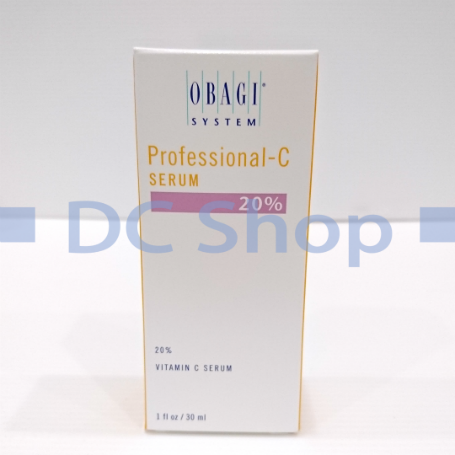 OBAGI®
SYSTEM
Professional-C
SERUM
20%
DC Shop
20%
VITAMIN C SERUM
1 fl oz / 30 ml